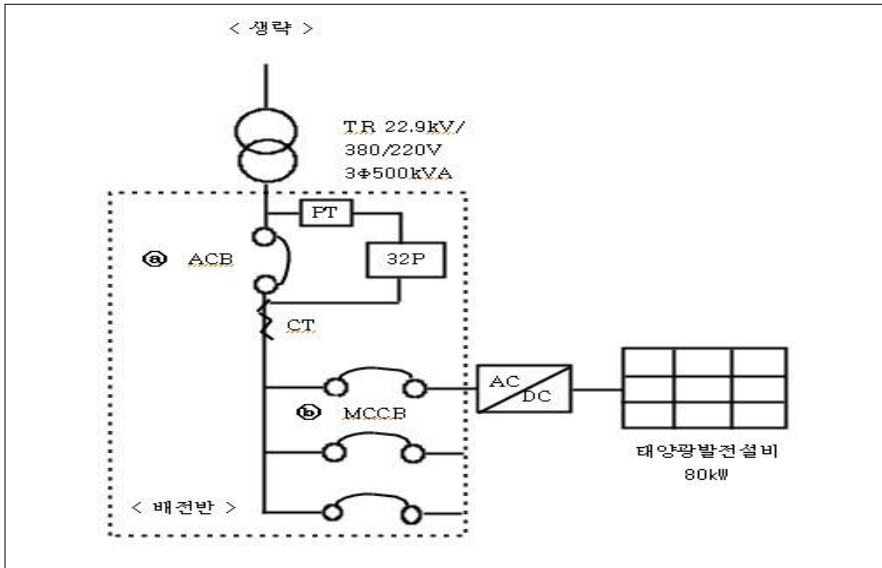 < 생략 >
T.R 22.9kV/
380/220V
3Φ500kVA
PT
ⓐ ACB
32P
CT
AC
DC
ⓑ MCCB
태양광발전설비
80kW
< 배전반 >